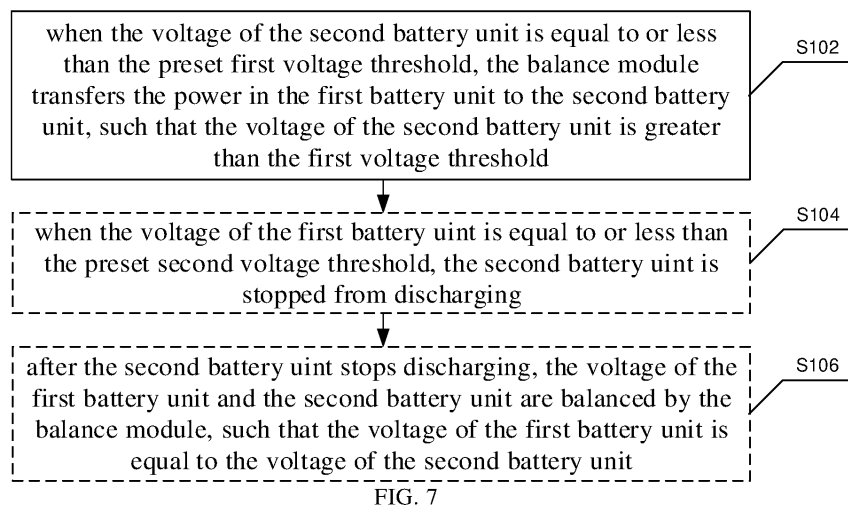 when the voltage of the second battery unit is equal to or less
than the preset first voltage threshold, the balance module
transfers the power in the first battery unit to the second battery
unit, such that the voltage of the second battery unit is greater
than the first voltage threshold
S102
when the voltage of the first battery uint is equal to or less than
the preset second voltage threshold, the second battery uint is
stopped from discharging
S104
after the second battery uint stops discharging, the voltage of the
first battery unit and the second battery unit are balanced by the
balance module, such that the voltage of the first battery unit is
equal to the voltage of the second battery unit
S106
FIG. 7